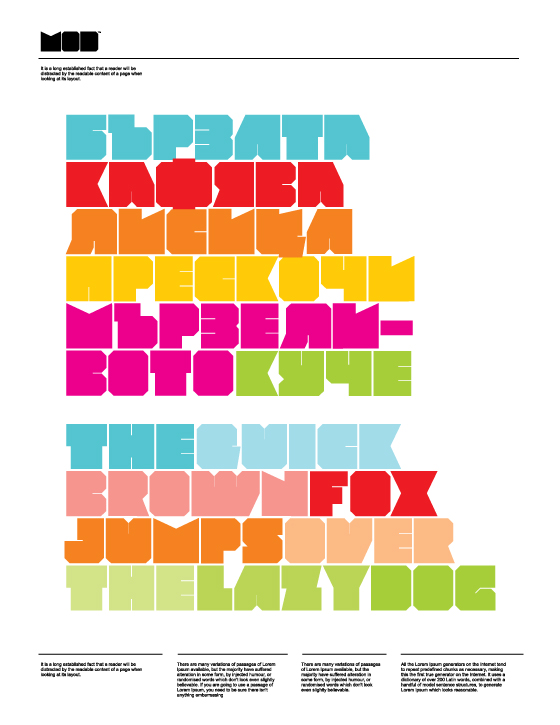 MOD™
It is a long established fact that a reader will be
distracted by the readable content of a page when
looking at its layout.
БЪРЗАТА
КАФЯВА
ЛИСИЦА
ПРЕСКОЧИ
МЪРЗЕЛИ-
ВОТО КУЧЕ
THE QUICK
BROWN FOX
JUMPS OVER
THE LAZY DOG
It is a long established fact that a reader will be
distracted by the readable content of a page when
looking at its layout.
There are many variations of passages of Lorem
Ipsum available, but the majority have suffered
alteration in some form, by injected humour, or
randomised words which don't look even slightly
believable. If you are going to use a passage of
Lorem Ipsum, you need to be sure there isn't
anything embarrassing
There are many variations of passages
of Lorem Ipsum available, but the
majority have suffered alteration in
some form, by injected humour, or
randomised words which don't look
even slightly believable.
All the Lorem Ipsum generators on the Internet tend
to repeat predefined chunks as necessary, making
this the first true generator on the Internet. It uses a
dictionary of over 200 Latin words, combined with a
handful of model sentence structures, to generate
Lorem Ipsum which looks reasonable.